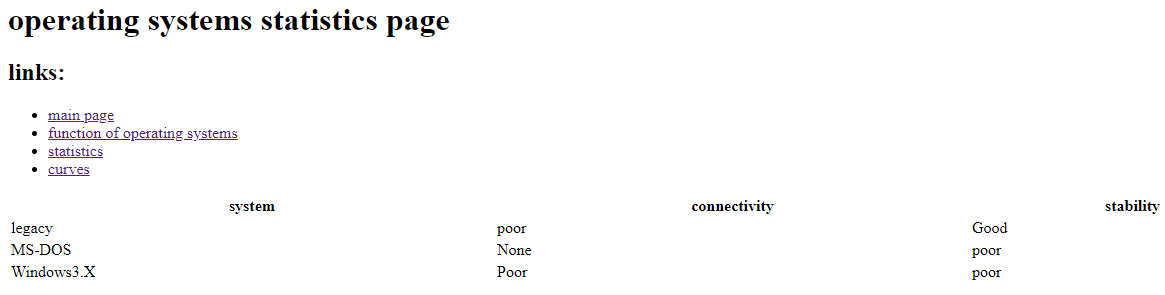 operating systems statistics page
links:
main page
function of operating systems
statistics
curves
system connectivity stability
legacy poor Good
MS-DOS None poor
Windows3.X Poor poor